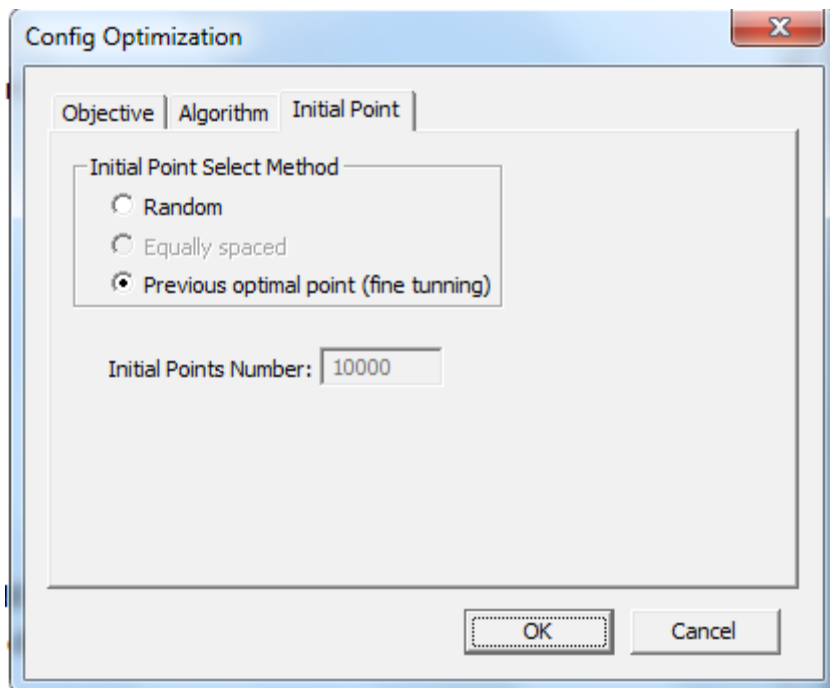 Config Optimization
Objective Algorithm Initial Point
Initial Point Select Method
Random
Equally spaced
Previous optimal point (fine tunning)
Initial Points Number: 10000
OK Cancel